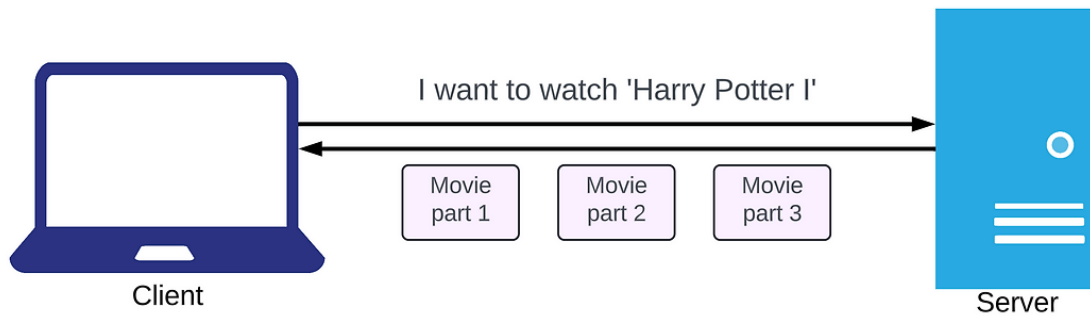 I want to watch 'Harry Potter I'
Movie
part 1
Movie
part 2
Movie
part 3
Client
Server